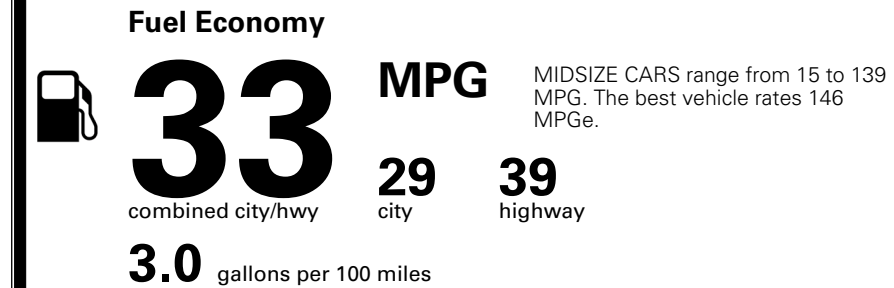 Fuel Economy
33
MPG
MIDSIZE CARS range from 15 to 139
MPG. The best vehicle rates 146
MPGe.
29
39
combined city/hwy
city
highway
3.0 gallons per 100 miles